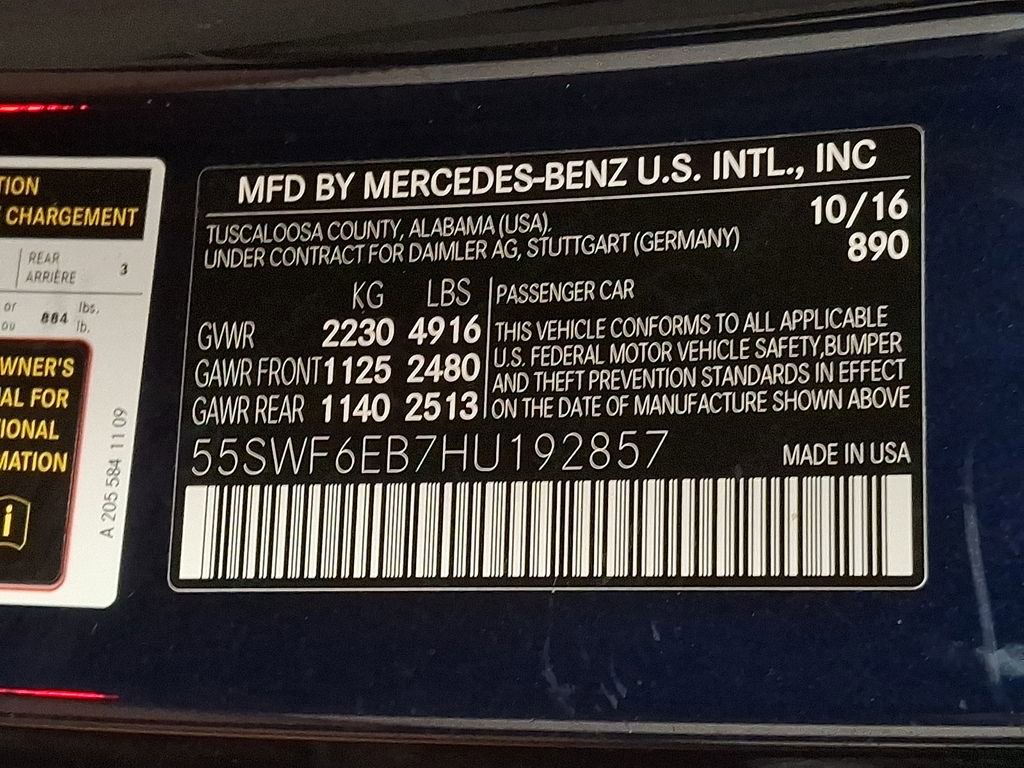 TION
CHARGEMENT
REAR
ARRIÈRE 3
or
ou 884 lbs.
lb.
WNER'S
AL FOR
IONAL
MATION
i
A 205 584 11 09
MFD BY MERCEDES-BENZ U.S. INTL., INC
TUSCALOOSA COUNTY, ALABAMA (USA). 10/16
UNDER CONTRACT FOR DAIMLER AG, STUTTGART (GERMANY) 890
KG LBS
GVWR 2230 4916
GAWR FRONT 1125 2480
GAWR REAR 1140 2513
PASSENGER CAR
THIS VEHICLE CONFORMS TO ALL APPLICABLE
U.S. FEDERAL MOTOR VEHICLE SAFETY,BUMPER
AND THEFT PREVENTION STANDARDS IN EFFECT
ON THE DATE OF MANUFACTURE SHOWN ABOVE
55SWF6EB7HU192857 MADE IN USA